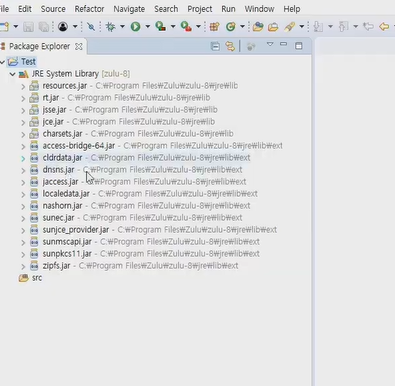 File Edit Source Refactor Navigate Search Project Run Window Help
Package Explorer
Test
JRE System Library [zulu-8]
resources.jar - C:₩Program Files₩Zulu₩zulu-8₩jre₩lib
rt.jar - C:₩Program Files₩Zulu₩zulu-8₩jre₩lib
jsse.jar - C:₩Program Files₩Zulu₩zulu-8₩jre₩lib
jce.jar - C:₩Program Files₩Zulu₩zulu-8₩jre₩lib
charsets.jar - C:₩Program Files₩Zulu₩zulu-8₩jre₩lib
access-bridge-64.jar - C:₩Program Files₩Zulu₩zulu-8₩jre₩lib₩ext
cldrdata.jar - C:₩Program Files₩Zulu₩zulu-8₩jre₩lib₩ext
dnsns.jar - C:₩Program Files₩Zulu₩zulu-8₩jre₩lib₩ext
jaccess.jar - C:₩Program Files₩Zulu₩zulu-8₩jre₩lib₩ext
localedata.jar - C:₩Program Files₩Zulu₩zulu-8₩jre₩lib₩ext
nashorn.jar - C:₩Program Files₩Zulu₩zulu-8₩jre₩lib₩ext
sunec.jar - C:₩Program Files₩Zulu₩zulu-8₩jre₩lib₩ext
sunjce_provider.jar - C:₩Program Files₩Zulu₩zulu-8₩jre₩lib₩ext
sunmscapi.jar - C:₩Program Files₩Zulu₩zulu-8₩jre₩lib₩ext
sunpkcs11.jar - C:₩Program Files₩Zulu₩zulu-8₩jre₩lib₩ext
zipfs.jar - C:₩Program Files₩Zulu₩zulu-8₩jre₩lib₩ext
src